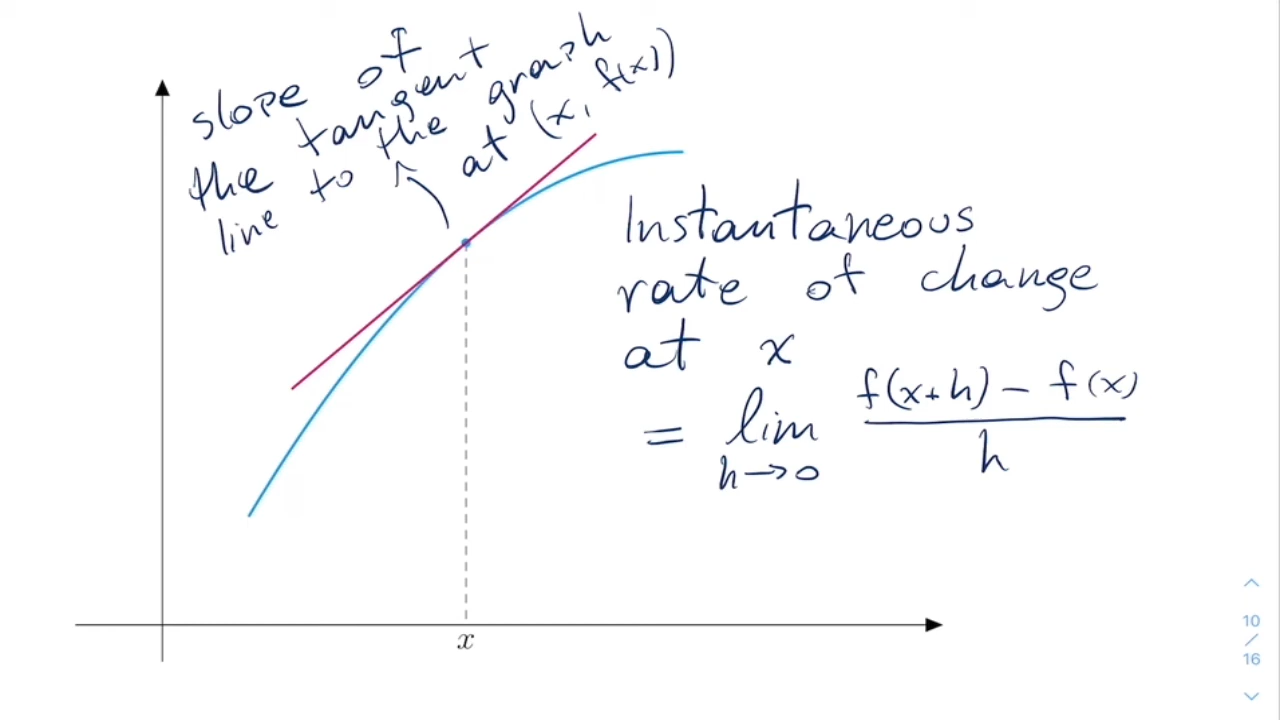 slope of
the tangent
line to the graph
at (x, f(x))
Instantaneous
rate of change
at x
= lim h→0 f(x+h) – f(x) / h
x
10
/
16